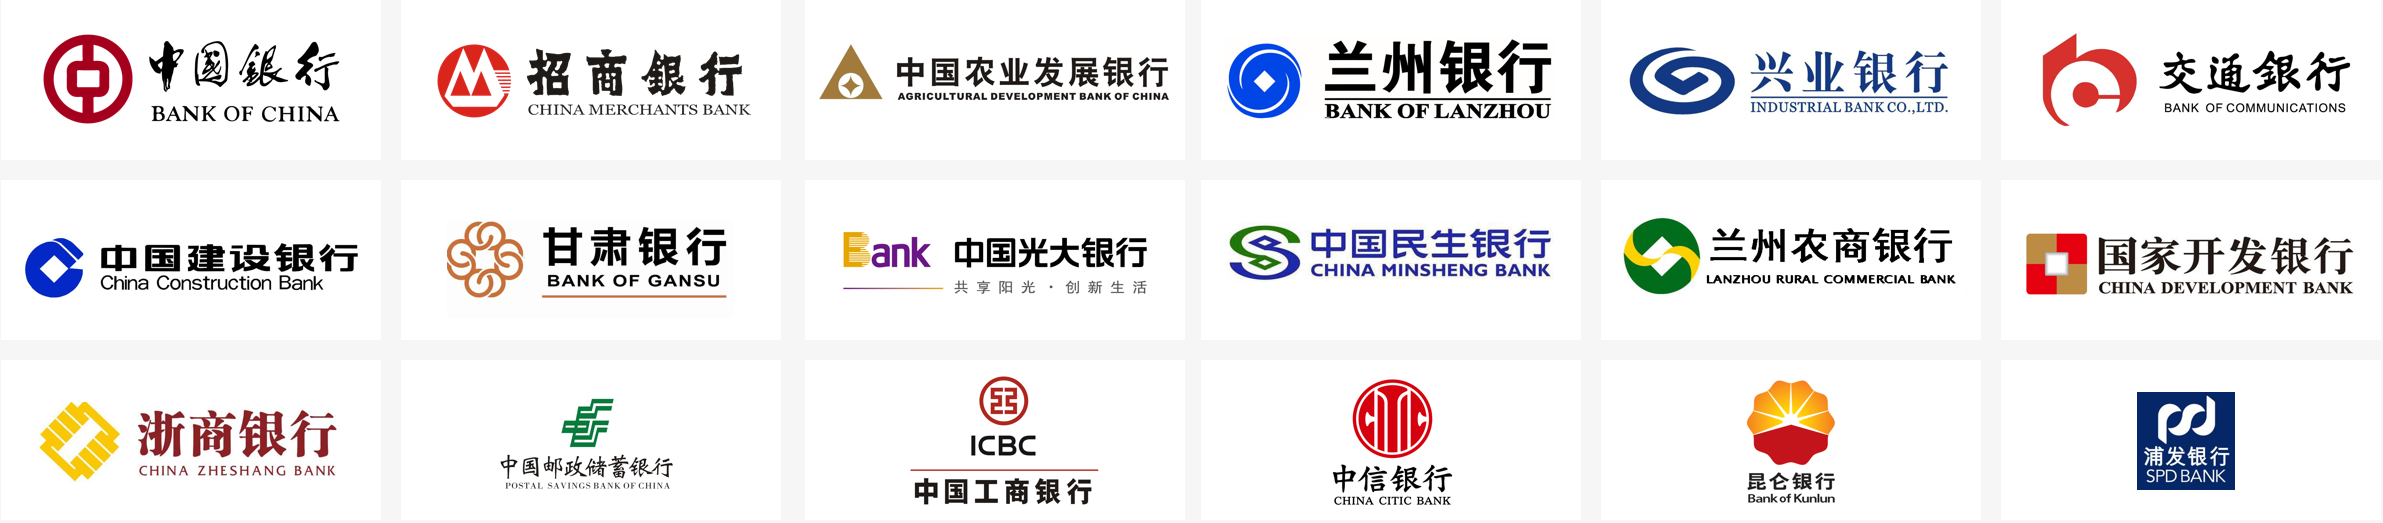 中國銀行
BANK OF CHINA
招商銀行
CHINA MERCHANTS BANK
中国农业发展银行
AGRICULTURAL DEVELOPMENT BANK OF CHINA
兰州银行
BANK OF LANZHOU
兴业银行
INDUSTRIAL BANK CO.,LTD.
交通銀行
BANK OF COMMUNICATIONS
中国建设银行
China Construction Bank
甘肃银行
BANK OF GANSU
Bank 中国光大银行
共享阳光·创新生活
中国民生银行
CHINA MINSHENG BANK
兰州农商银行
LANZHOU RURAL COMMERCIAL BANK
国家开发银行
CHINA DEVELOPMENT BANK
浙商银行
CHINA ZHESHANG BANK
中国邮政储蓄银行
POSTAL SAVINGS BANK OF CHINA
ICBC
中国工商银行
CITIC
中信银行
CHINA CITIC BANK
昆仑银行
Bank of Kunlun
浦发银行
SPD BANK